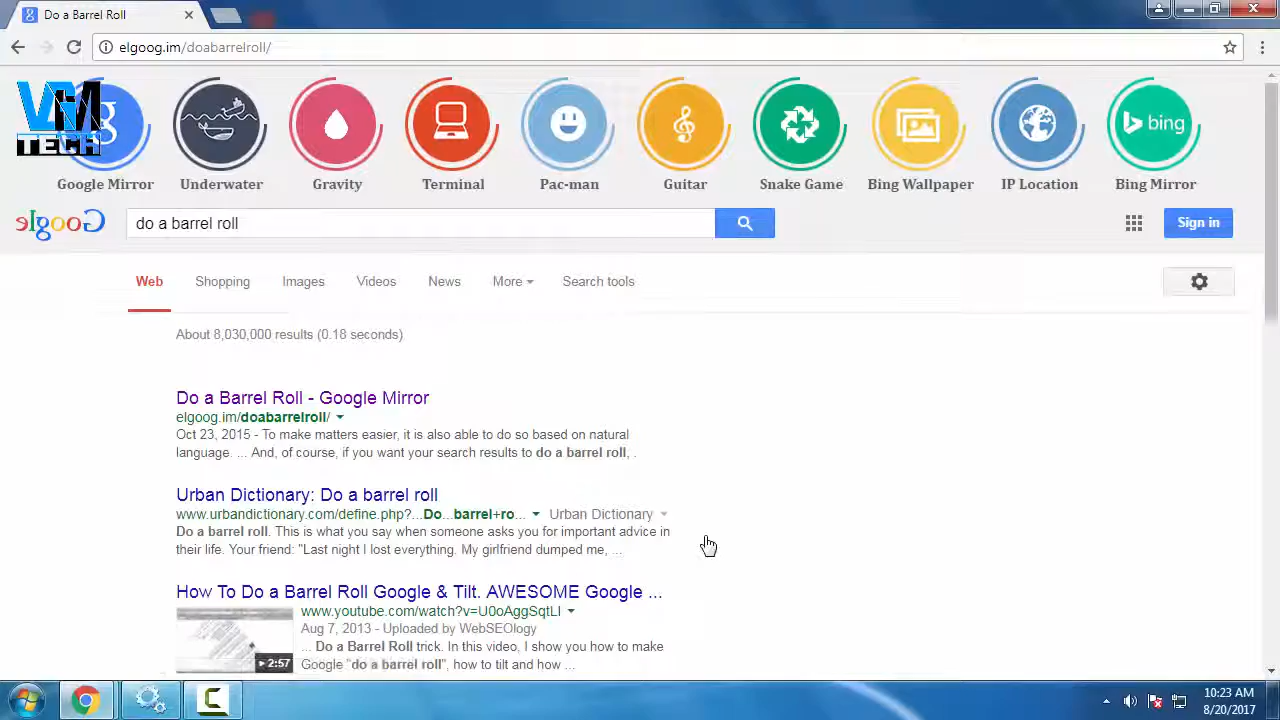 Do a Barrel Roll
elgoog.im/doabarrelroll/
VCM
TECH
Google Mirror
Underwater
Gravity
Terminal
Pac-man
Guitar
Snake Game
bing
Bing Wallpaper
IP Location
Bing Mirror
Google
do a barrel roll
Sign in
Web Shopping Images Videos News More Search tools
About 8,030,000 results (0.18 seconds)
Do a Barrel Roll - Google Mirror
elgoog.im/doabarrelroll/
Oct 23, 2015 - To make matters easier, it is also able to do so based on natural
language. ... And, of course, if you want your search results to do a barrel roll, .
Urban Dictionary: Do a barrel roll
www.urbandictionary.com/define.php?...Do...barrel+ro... Urban Dictionary
Do a barrel roll. This is what you say when someone asks you for important advice in
their life. Your friend: "Last night I lost everything. My girlfriend dumped me, ...
How To Do a Barrel Roll Google & Tilt. AWESOME Google ...
www.youtube.com/watch?v=U0oAggSqtLI
Aug 7, 2013 - Uploaded by WebSEOlogy
... Do a Barrel Roll trick. In this video, I show you how to make
2:57
Google "do a barrel roll", how to tilt and how ...
10:23 AM
8/20/2017